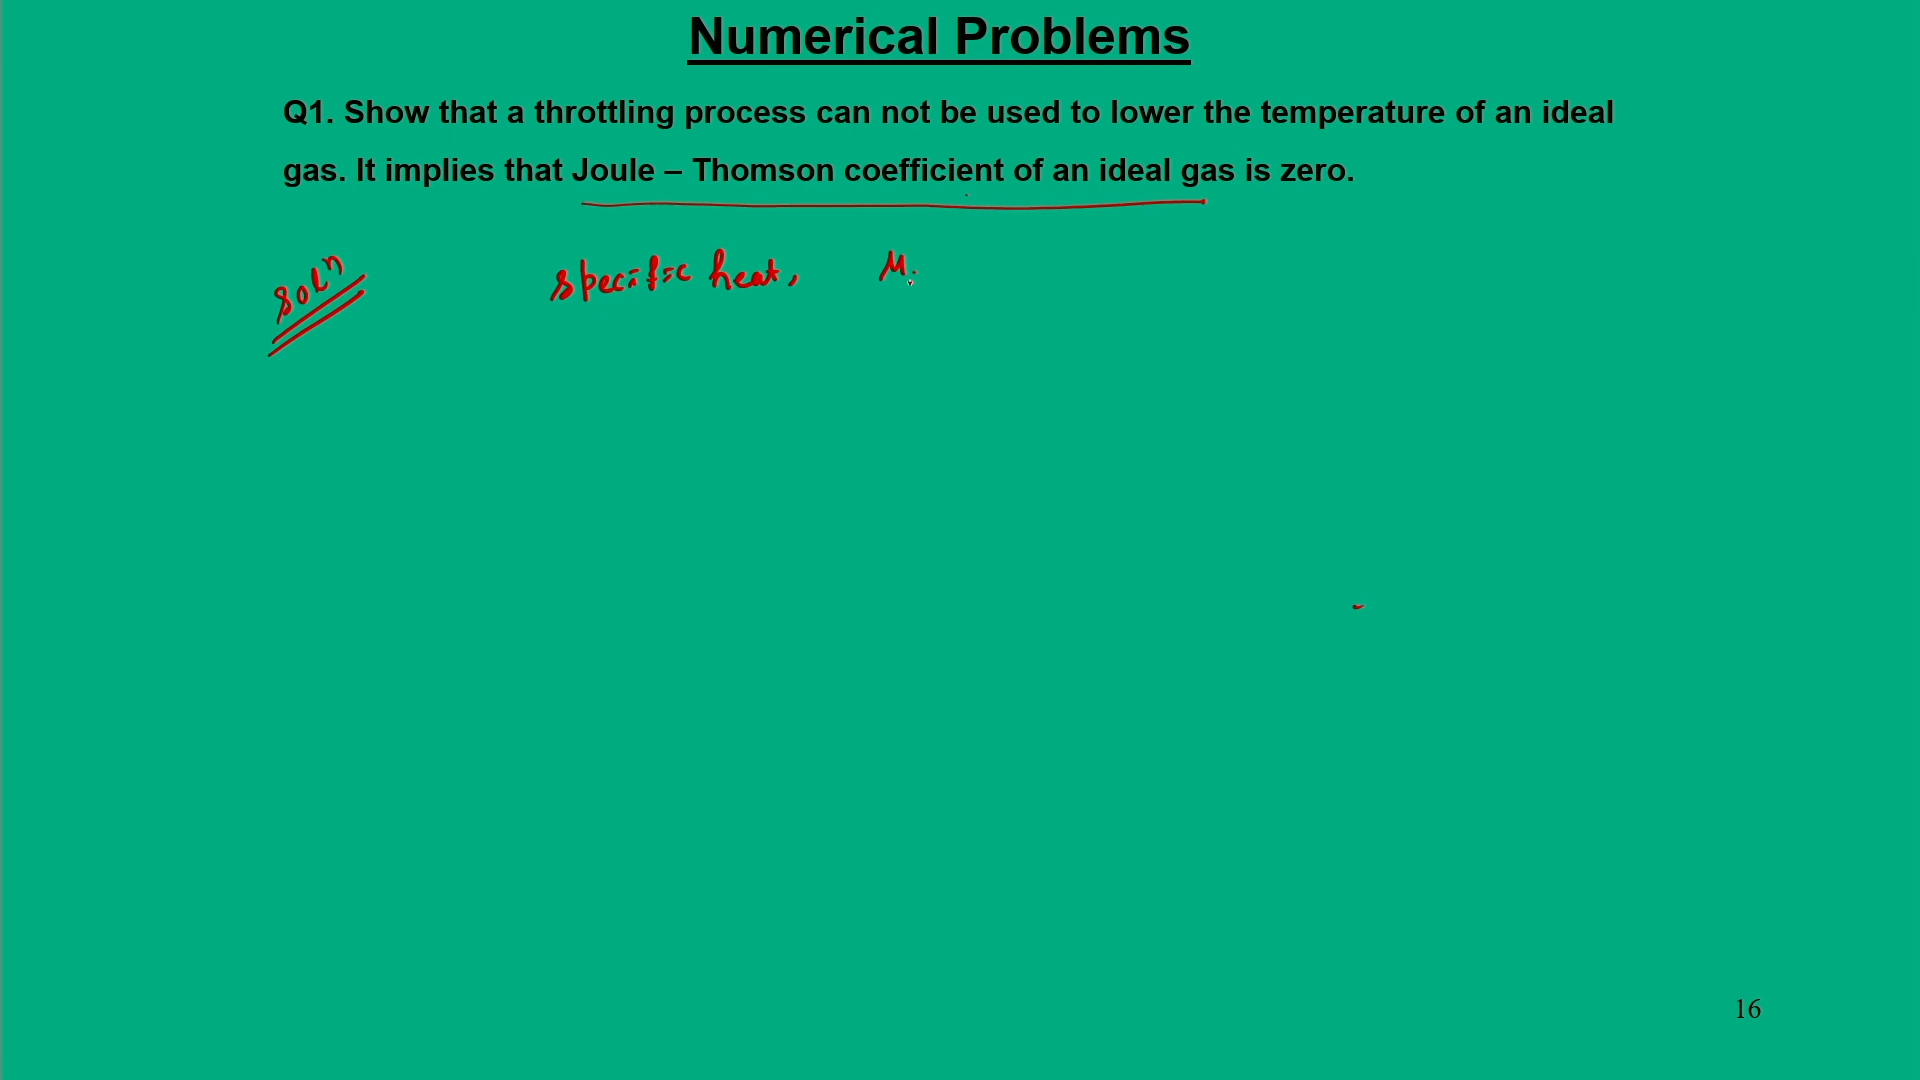 Numerical Problems
Q1. Show that a throttling process can not be used to lower the temperature of an ideal
gas. It implies that Joule – Thomson coefficient of an ideal gas is zero.
Solⁿ
specific heat, μ
16